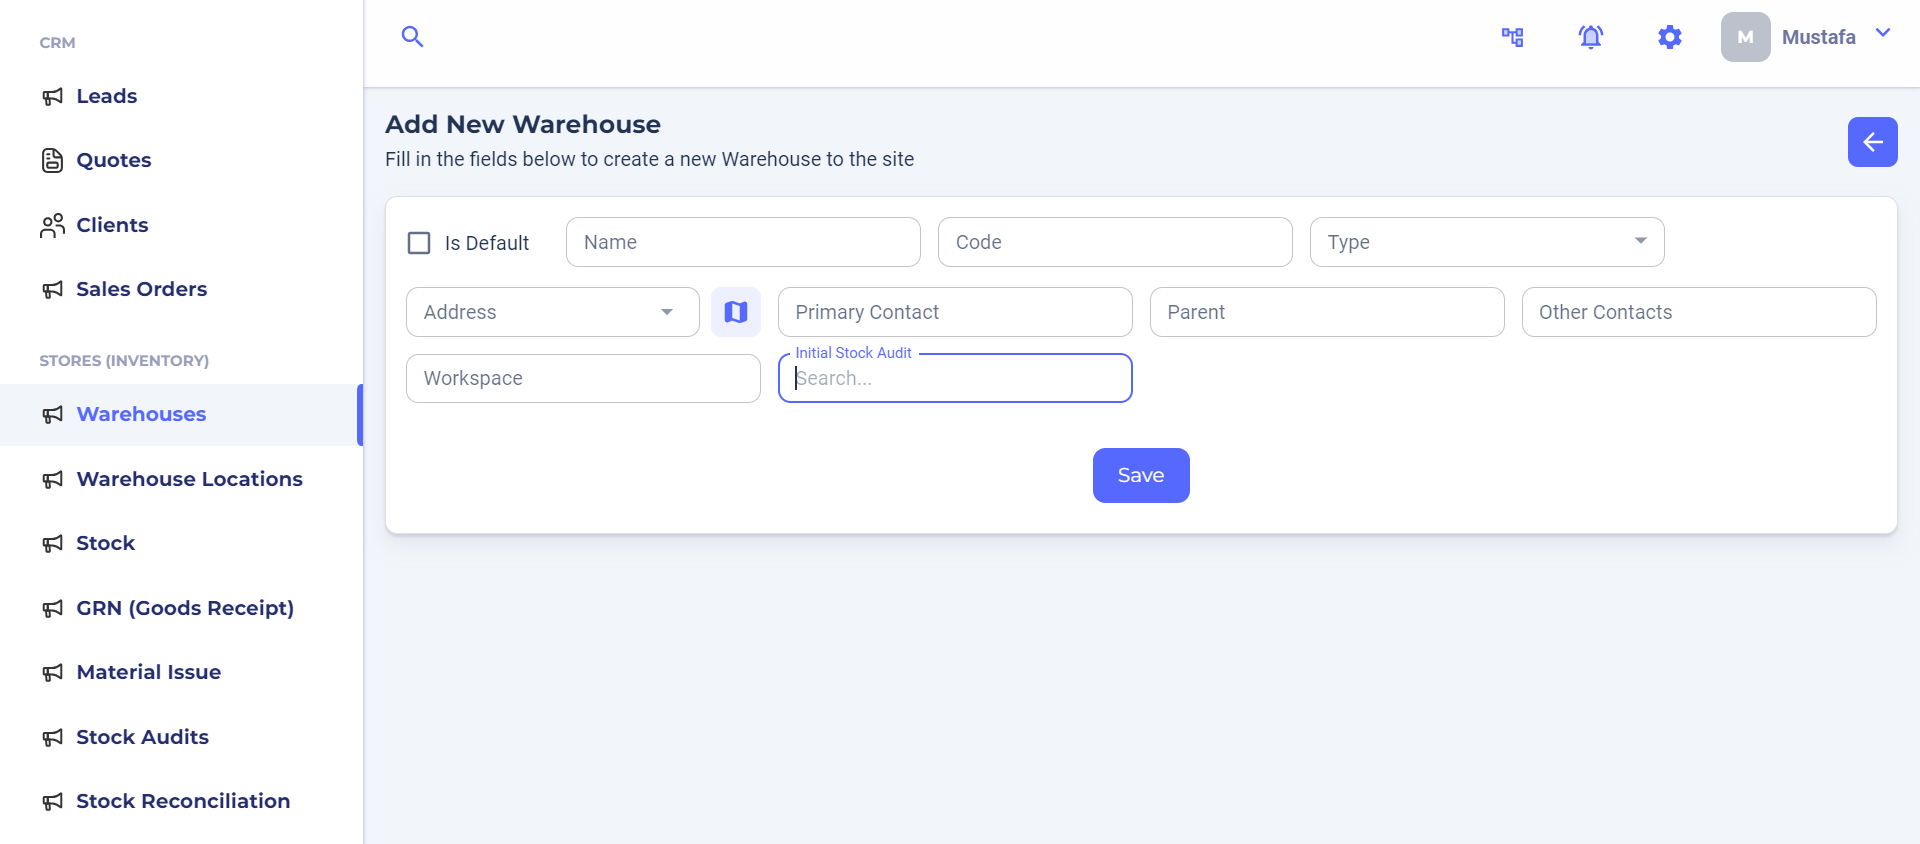 CRM
Leads
Quotes
Clients
Sales Orders
STORES (INVENTORY)
Warehouses
Warehouse Locations
Stock
GRN (Goods Receipt)
Material Issue
Stock Audits
Stock Reconciliation
M Mustafa
Add New Warehouse
Fill in the fields below to create a new Warehouse to the site
Is Default Name Code Type
Address Primary Contact Parent Other Contacts
Initial Stock Audit
Workspace Search...
Save